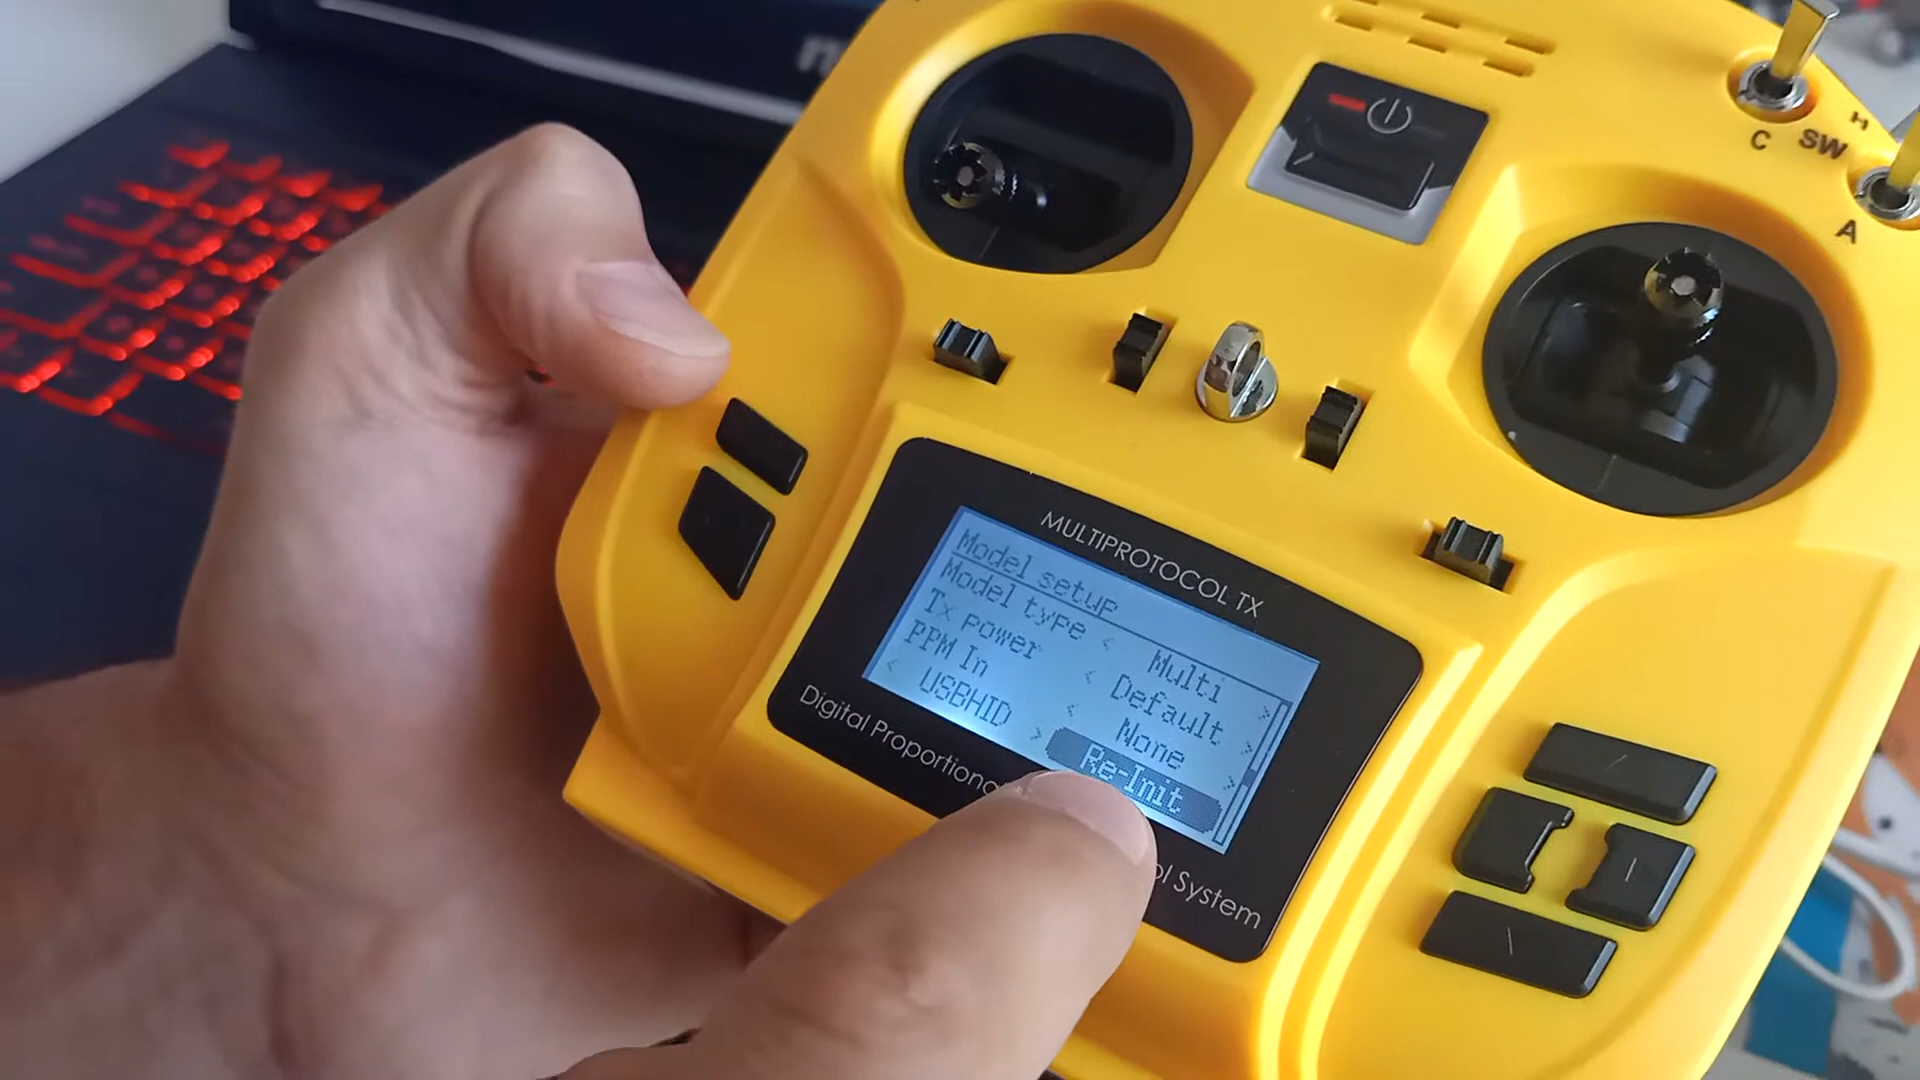 C SW H
A
MULTIPROTOCOL TX
Model setup
Model type < Multi >
Tx power < Default >
PPM In < None >
< USBHID > Re-Init
Digital Proportional ol System